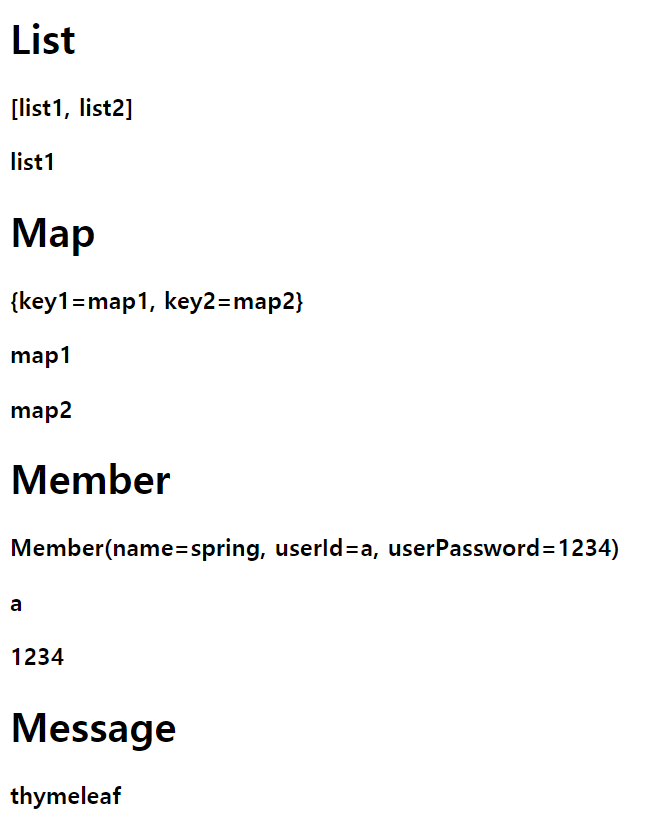 List
[list1, list2]
list1
Map
{key1=map1, key2=map2}
map1
map2
Member
Member(name=spring, userId=a, userPassword=1234)
a
1234
Message
thymeleaf